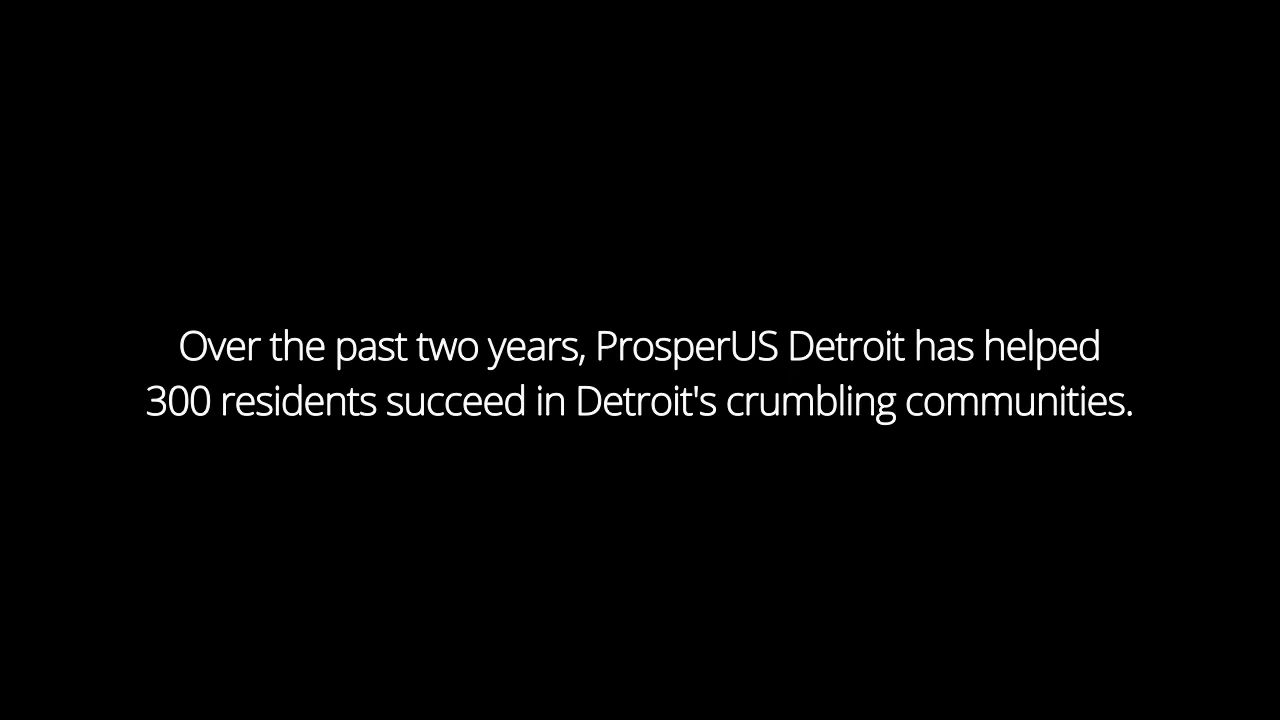 Over the past two years, ProsperUS Detroit has helped
300 residents succeed in Detroit's crumbling communities.